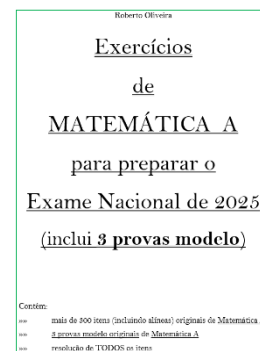 Roberto Oliveira
Exercícios
de
MATEMÁTICA A
para preparar o
Exame Nacional de 2025
(inclui 3 provas modelo)
Contém:
mais de 300 itens (incluindo alíneas) originais de Matemática
3 provas modelo originais de Matemática A
resolução de TODOS os itens